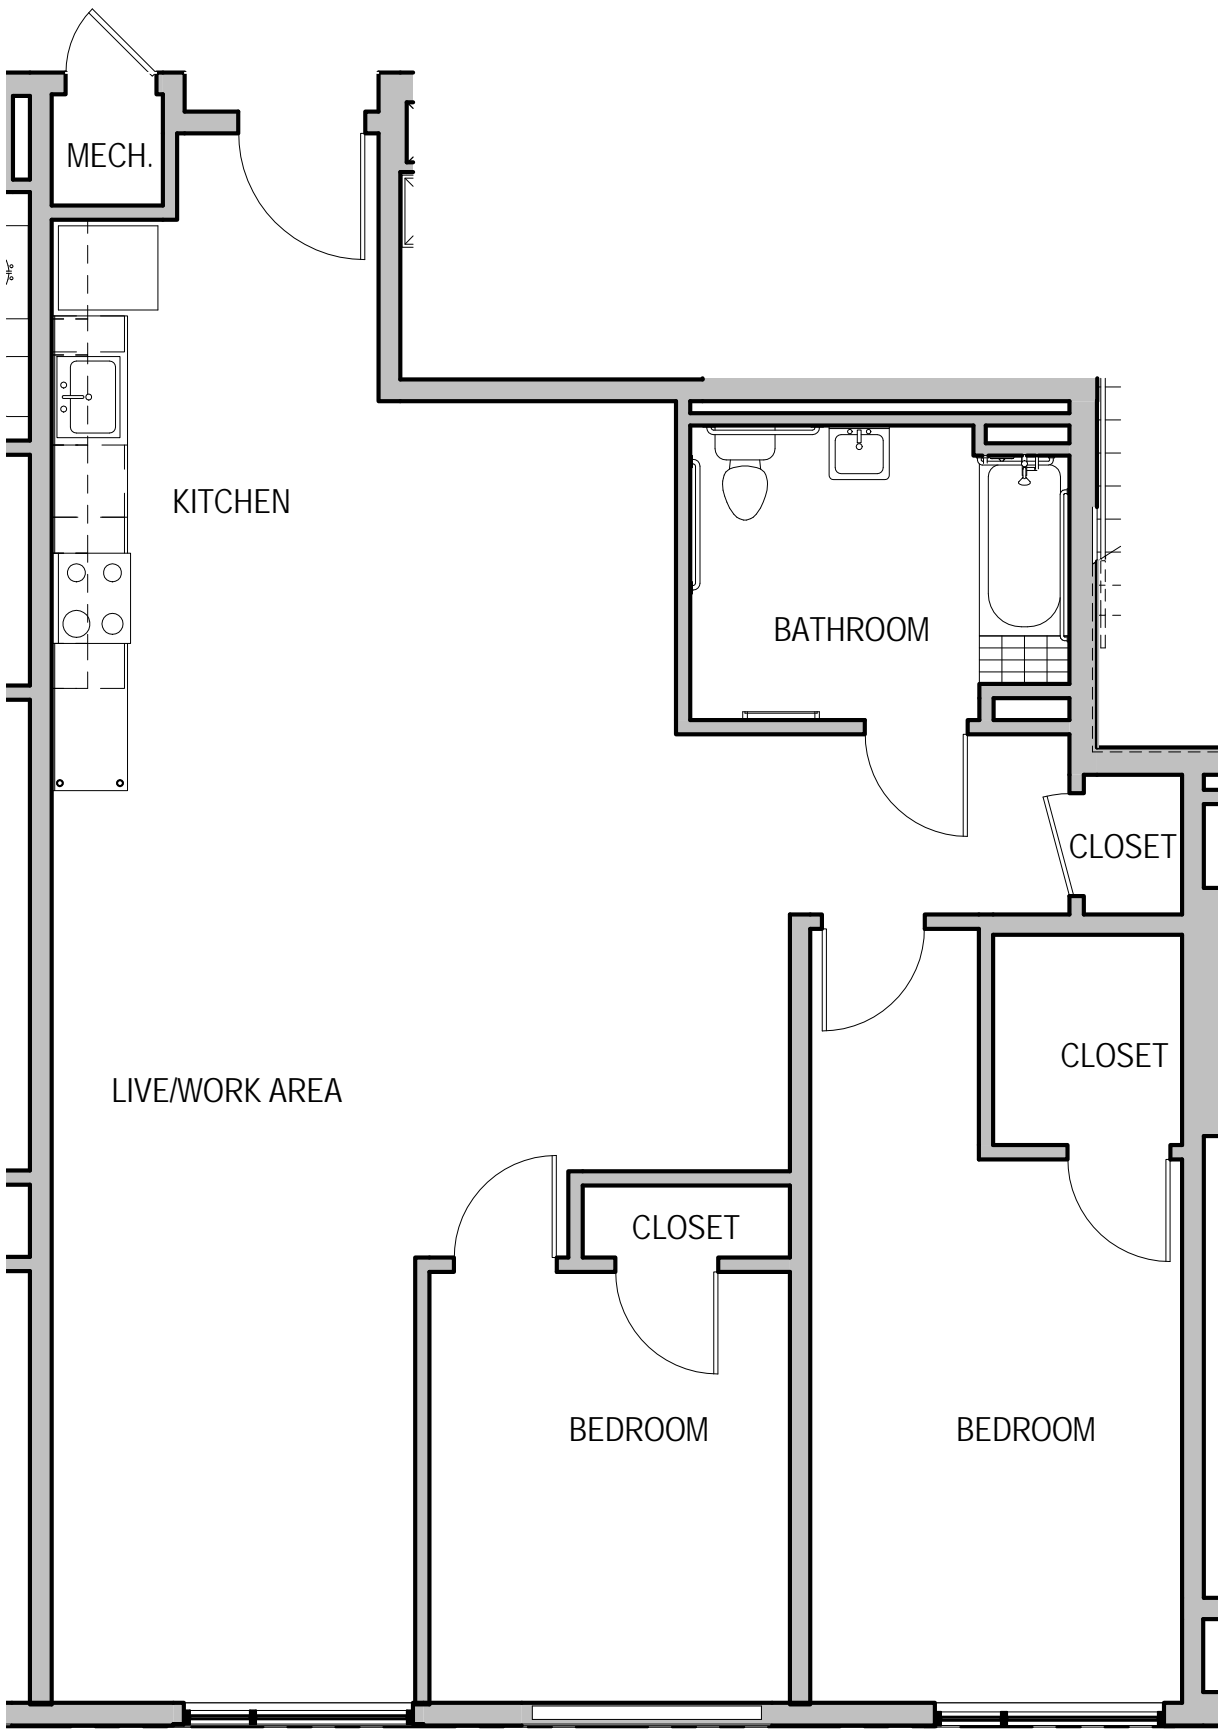 MECH.
KITCHEN
BATHROOM
CLOSET
CLOSET
LIVE/WORK AREA
CLOSET
BEDROOM
BEDROOM